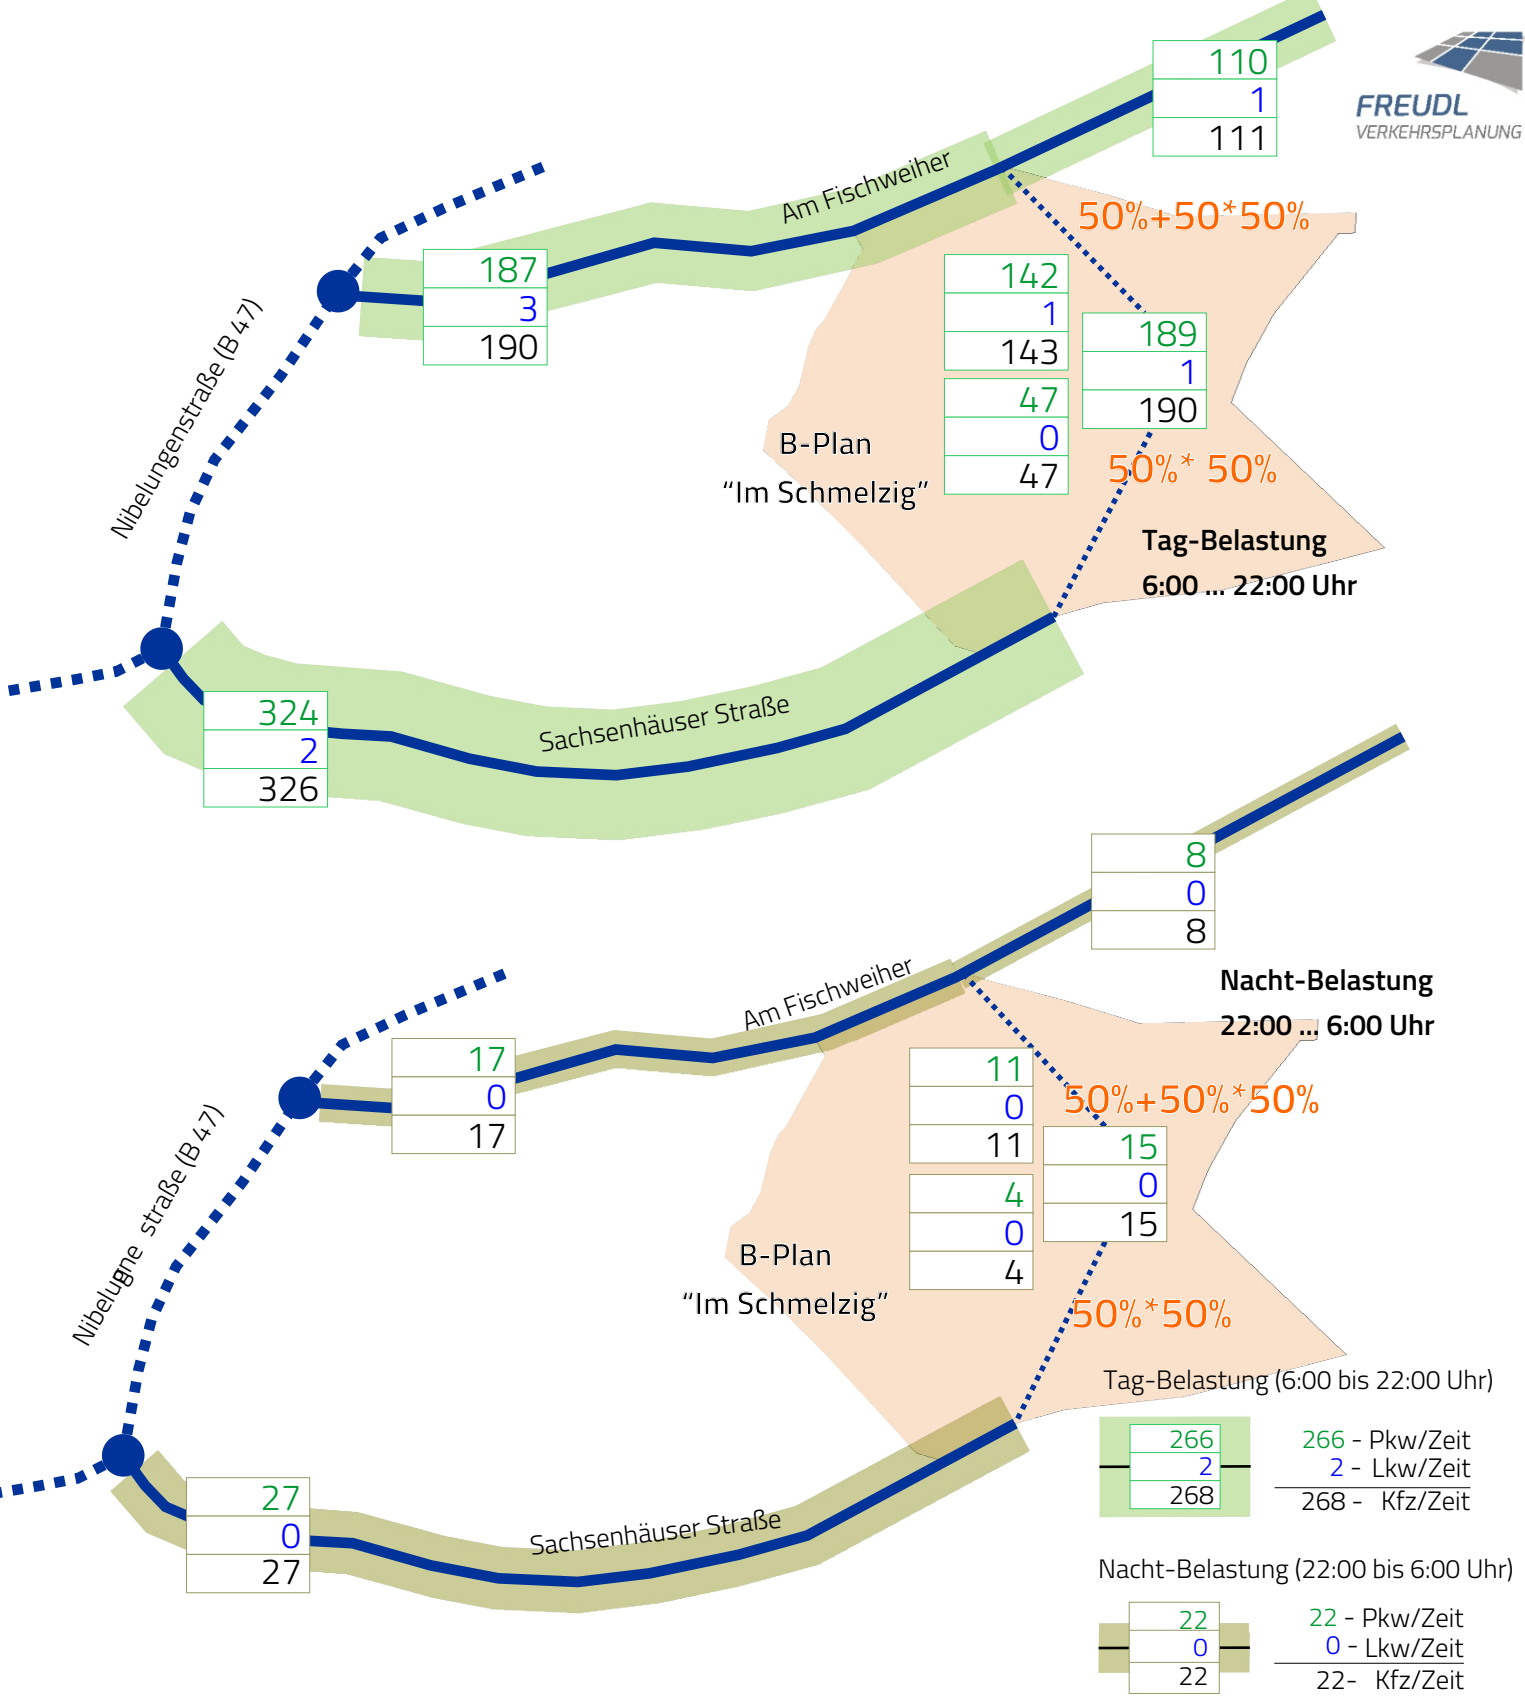 110
1
111
FREUDL
VERKEHRSPLANUNG
Am Fischweiher
50%+50*50%
187
3
190
142
1
143
189
1
190
47
0
47
Nibelungenstraße (B 47)
B-Plan
“Im Schmelzig”
50%* 50%
Tag-Belastung
6:00 ... 22:00 Uhr
324
2
326
Sachsenhäuser Straße
8
0
8
Nacht-Belastung
22:00 ... 6:00 Uhr
Am Fischweiher
17
0
17
11
0
11
50%+50%*50%
15
0
15
4
0
4
Nibelugne straße (B 47)
B-Plan
“Im Schmelzig”
50%*50%
27
0
27
Sachsenhäuser Straße
Tag-Belastung (6:00 bis 22:00 Uhr)
266
2
268
266 - Pkw/Zeit
2 - Lkw/Zeit
268 - Kfz/Zeit
Nacht-Belastung (22:00 bis 6:00 Uhr)
22
0
22
22 - Pkw/Zeit
0 - Lkw/Zeit
22- Kfz/Zeit